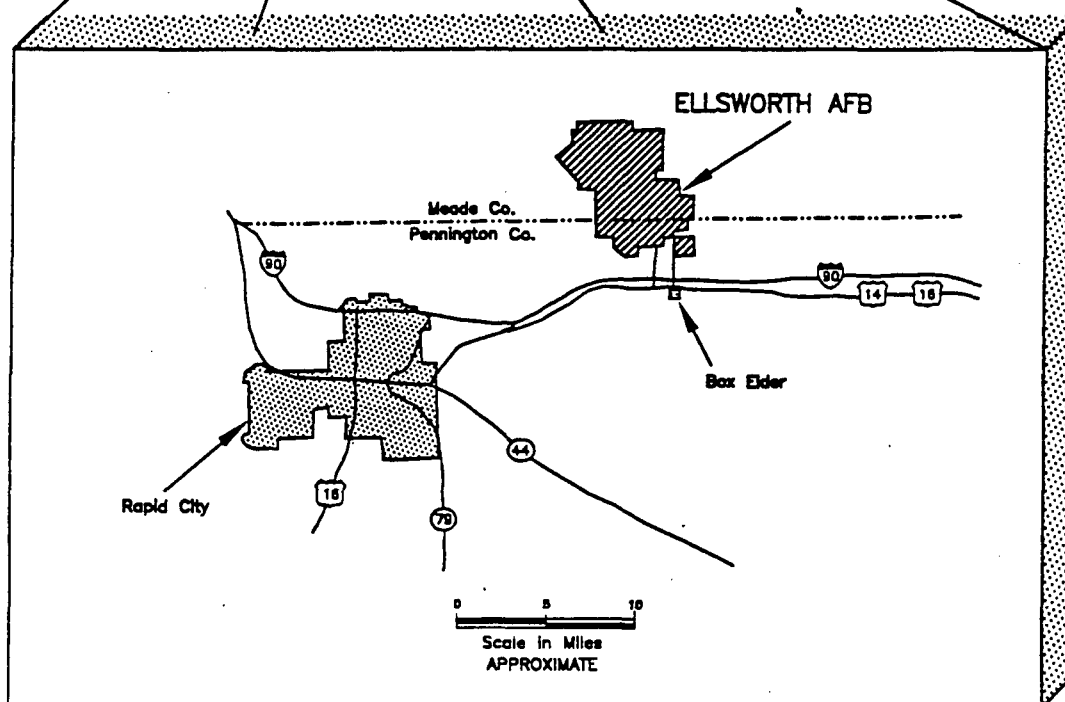 ELLSWORTH AFB
Meade Co.
Pennington Co.
90
90
14 16
Box Elder
44
Rapid City
16
79
0 5 10
Scale in Miles
APPROXIMATE